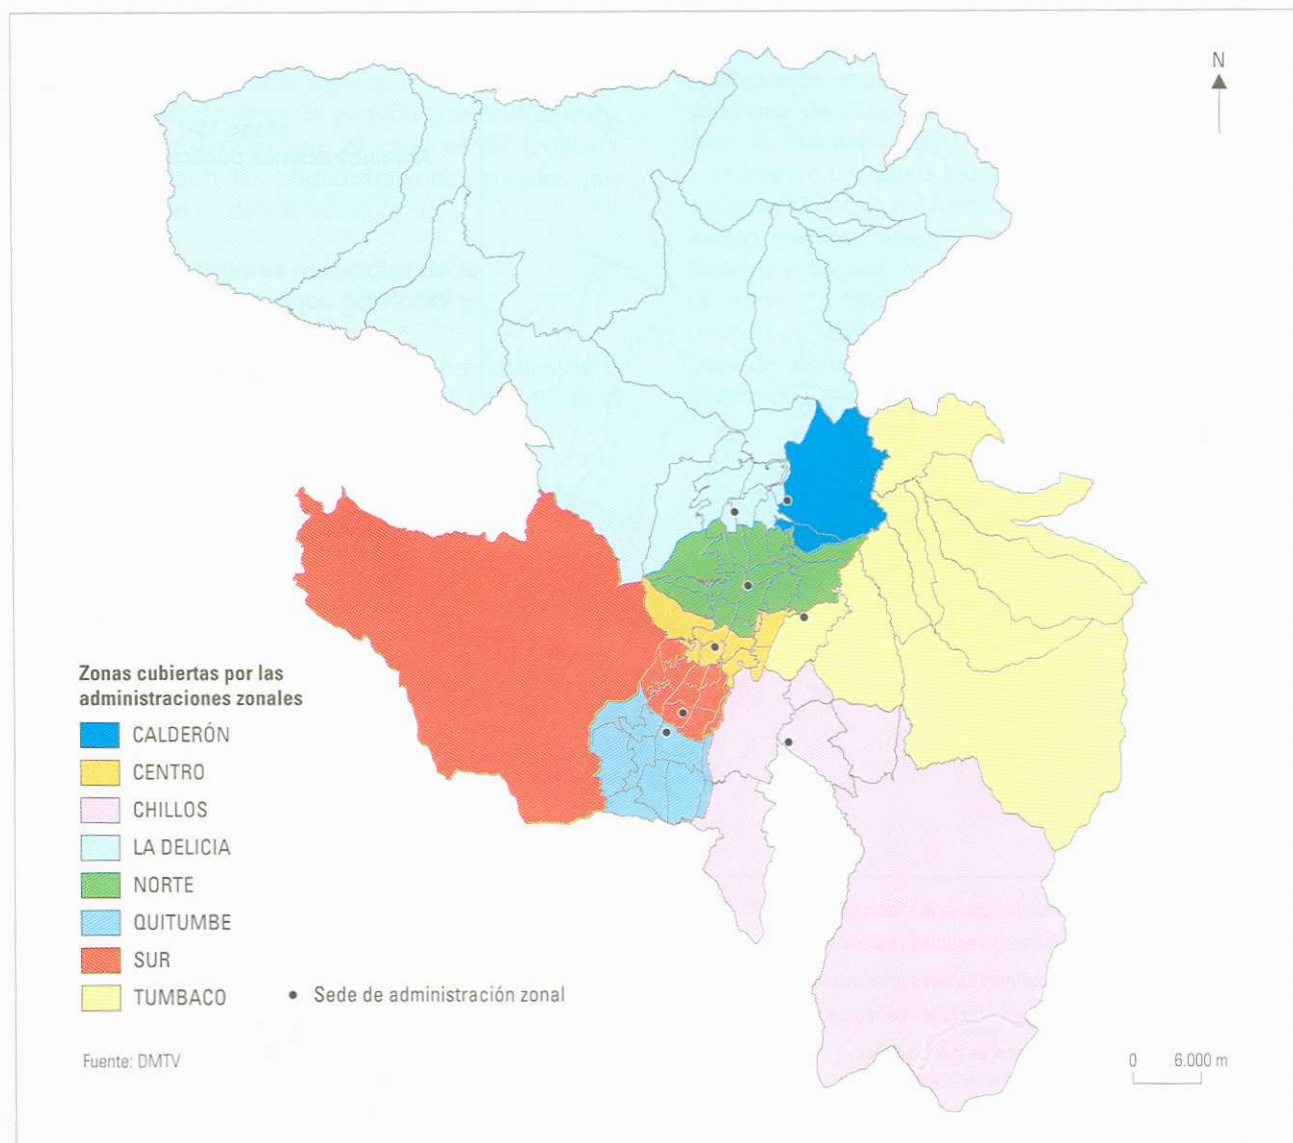 N
Zonas cubiertas por las
administraciones zonales
CALDERÓN
CENTRO
CHILLOS
LA DELICIA
NORTE
QUITUMBE
SUR
TUMBACO
Sede de administración zonal
Fuente: DMTV
0 6.000 m